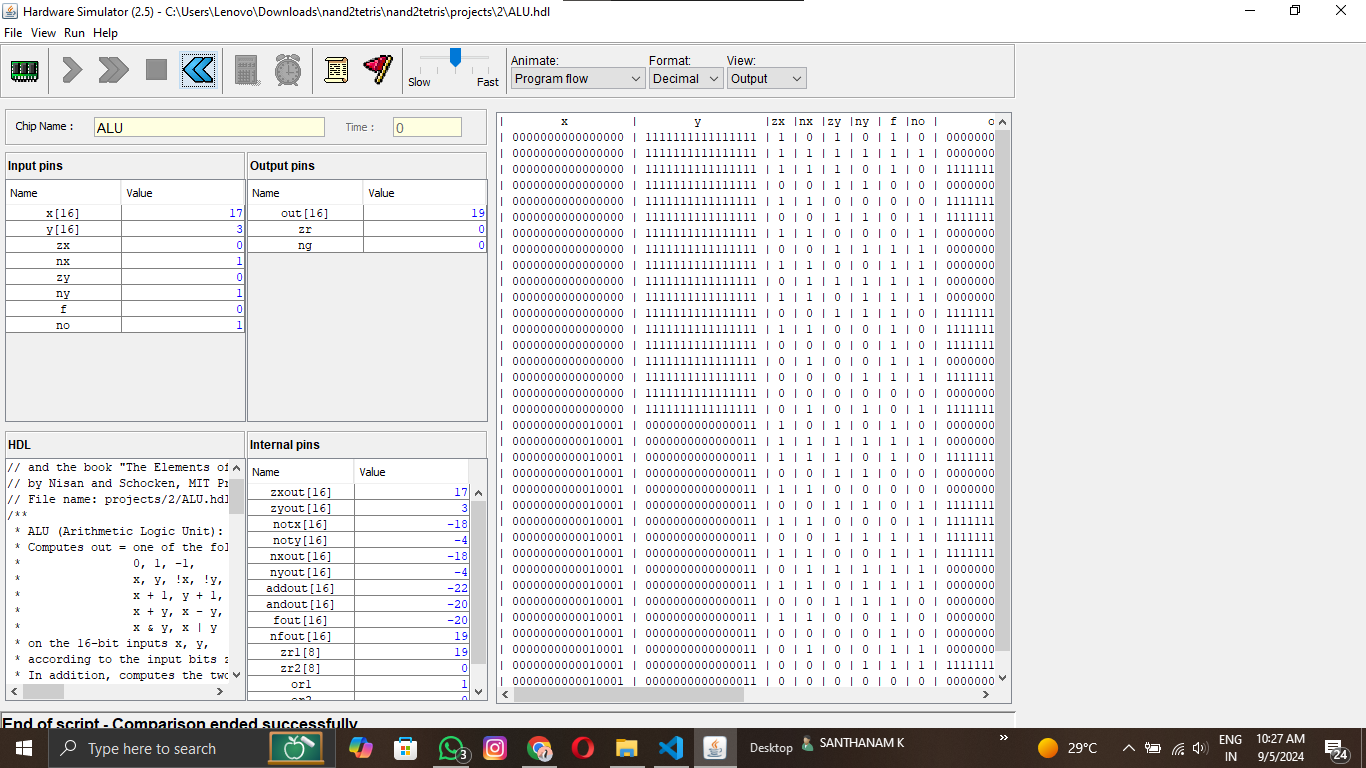 Hardware Simulator (2.5) - C:\Users\Lenovo\Downloads\nand2tetris\nand2tetris\projects\2\ALU.hdl
File View Run Help
Slow Fast
Animate: Format: View:
Program flow Decimal Output
Chip Name : ALU Time : 0
Input pins
Name Value
x[16] 17
y[16] 3
zx 0
nx 1
zy 0
ny 1
f 0
no 1
Output pins
Name Value
out[16] 19
zr 0
ng 0
HDL
// and the book "The Elements of
// by Nisan and Schocken, MIT Pr
// File name: projects/2/ALU.hdl
/**
* ALU (Arithmetic Logic Unit):
* Computes out = one of the fol
* 0, 1, -1,
* x, y, !x, !y,
* x + 1, y + 1,
* x + y, x - y,
* x & y, x | y
* on the 16-bit inputs x, y,
* according to the input bits z
* In addition, computes the two
Internal pins
Name Value
zxout[16] 17
zyout[16] 3
notx[16] -18
noty[16] -4
nxout[16] -18
nyout[16] -4
addout[16] -22
andout[16] -20
fout[16] -20
nfout[16] 19
zr1[8] 19
zr2[8] 0
or1 1
or2 0
| x | y |zx |nx |zy |ny | f |no | o
| 0000000000000000 | 1111111111111111 | 1 | 0 | 1 | 0 | 1 | 0 | 0000000
| 0000000000000000 | 1111111111111111 | 1 | 1 | 1 | 1 | 1 | 1 | 0000000
| 0000000000000000 | 1111111111111111 | 1 | 1 | 1 | 0 | 1 | 0 | 1111111
| 0000000000000000 | 1111111111111111 | 0 | 0 | 1 | 1 | 0 | 0 | 0000000
| 0000000000000000 | 1111111111111111 | 1 | 1 | 0 | 0 | 0 | 0 | 1111111
| 0000000000000000 | 1111111111111111 | 0 | 0 | 1 | 1 | 0 | 1 | 1111111
| 0000000000000000 | 1111111111111111 | 1 | 1 | 0 | 0 | 0 | 1 | 0000000
| 0000000000000000 | 1111111111111111 | 0 | 0 | 1 | 1 | 1 | 1 | 0000000
| 0000000000000000 | 1111111111111111 | 1 | 1 | 0 | 0 | 1 | 1 | 0000000
| 0000000000000000 | 1111111111111111 | 0 | 1 | 1 | 1 | 1 | 1 | 0000000
| 0000000000000000 | 1111111111111111 | 1 | 1 | 0 | 1 | 1 | 1 | 0000000
| 0000000000000000 | 1111111111111111 | 0 | 0 | 1 | 1 | 1 | 0 | 1111111
| 0000000000000000 | 1111111111111111 | 1 | 1 | 0 | 0 | 1 | 0 | 1111111
| 0000000000000000 | 1111111111111111 | 0 | 0 | 0 | 0 | 1 | 0 | 1111111
| 0000000000000000 | 1111111111111111 | 0 | 1 | 0 | 0 | 1 | 1 | 0000000
| 0000000000000000 | 1111111111111111 | 0 | 0 | 0 | 1 | 1 | 1 | 1111111
| 0000000000000000 | 1111111111111111 | 0 | 0 | 0 | 0 | 0 | 0 | 0000000
| 0000000000000000 | 1111111111111111 | 0 | 1 | 0 | 1 | 0 | 1 | 1111111
| 0000000000010001 | 0000000000000011 | 1 | 0 | 1 | 0 | 1 | 0 | 0000000
| 0000000000010001 | 0000000000000011 | 1 | 1 | 1 | 1 | 1 | 1 | 0000000
| 0000000000010001 | 0000000000000011 | 1 | 1 | 1 | 0 | 1 | 0 | 1111111
| 0000000000010001 | 0000000000000011 | 0 | 0 | 1 | 1 | 0 | 0 | 0000000
| 0000000000010001 | 0000000000000011 | 1 | 1 | 0 | 0 | 0 | 0 | 0000000
| 0000000000010001 | 0000000000000011 | 0 | 0 | 1 | 1 | 0 | 1 | 1111111
| 0000000000010001 | 0000000000000011 | 1 | 1 | 0 | 0 | 0 | 1 | 1111111
| 0000000000010001 | 0000000000000011 | 0 | 0 | 1 | 1 | 1 | 1 | 1111111
| 0000000000010001 | 0000000000000011 | 1 | 1 | 0 | 0 | 1 | 1 | 1111111
| 0000000000010001 | 0000000000000011 | 0 | 1 | 1 | 1 | 1 | 1 | 0000000
| 0000000000010001 | 0000000000000011 | 1 | 1 | 0 | 1 | 1 | 1 | 0000000
| 0000000000010001 | 0000000000000011 | 0 | 0 | 1 | 1 | 1 | 0 | 0000000
| 0000000000010001 | 0000000000000011 | 1 | 1 | 0 | 0 | 1 | 0 | 0000000
| 0000000000010001 | 0000000000000011 | 0 | 0 | 0 | 0 | 1 | 0 | 0000000
| 0000000000010001 | 0000000000000011 | 0 | 1 | 0 | 0 | 1 | 1 | 0000000
| 0000000000010001 | 0000000000000011 | 0 | 0 | 0 | 1 | 1 | 1 | 1111111
| 0000000000010001 | 0000000000000011 | 0 | 0 | 0 | 0 | 0 | 0 | 0000000
End of script - Comparison ended successfully
Type here to search
3
Desktop
SANTHANAM K
29°C
ENG
IN
10:27 AM
9/5/2024
24